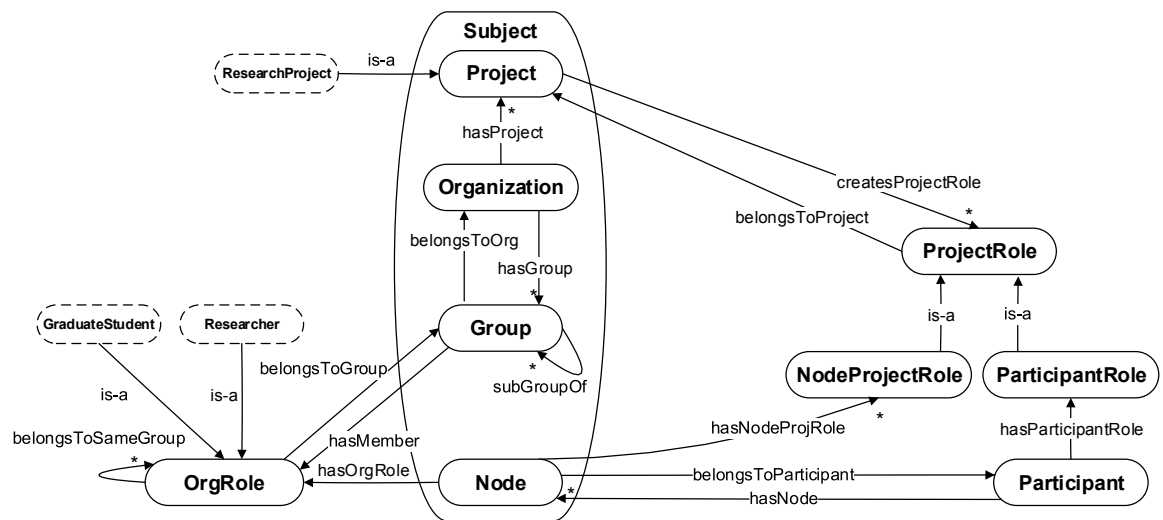 Subject
is-a
ResearchProject
Project
*
hasProject
Organization
createsProjectRole
*
belongsToProject
belongsToOrg
ProjectRole
hasGroup
*
GraduateStudent
Researcher
Group
is-a
is-a
belongsToGroup
*
subGroupOf
NodeProjectRole
ParticipantRole
is-a
is-a
*
belongsToSameGroup
hasMember
hasNodeProjRole
hasParticipantRole
*
hasOrgRole
belongsToParticipant
OrgRole
Node
*
hasNode
Participant